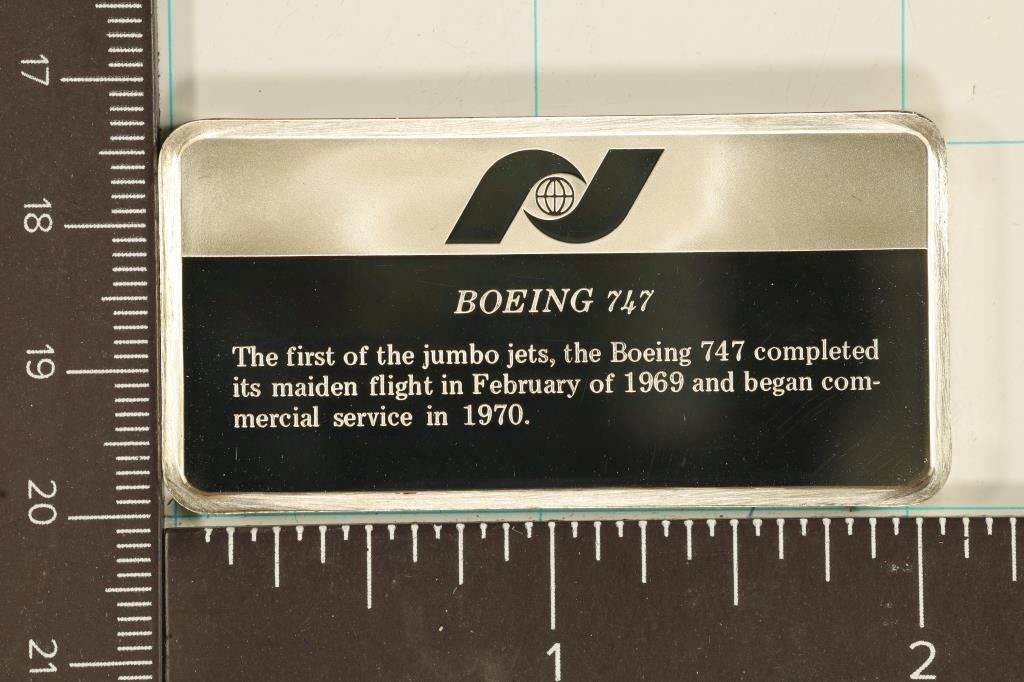 17
18
19
20
21
BOEING 747
The first of the jumbo jets, the Boeing 747 completed
its maiden flight in February of 1969 and began com-
mercial service in 1970.
1 2